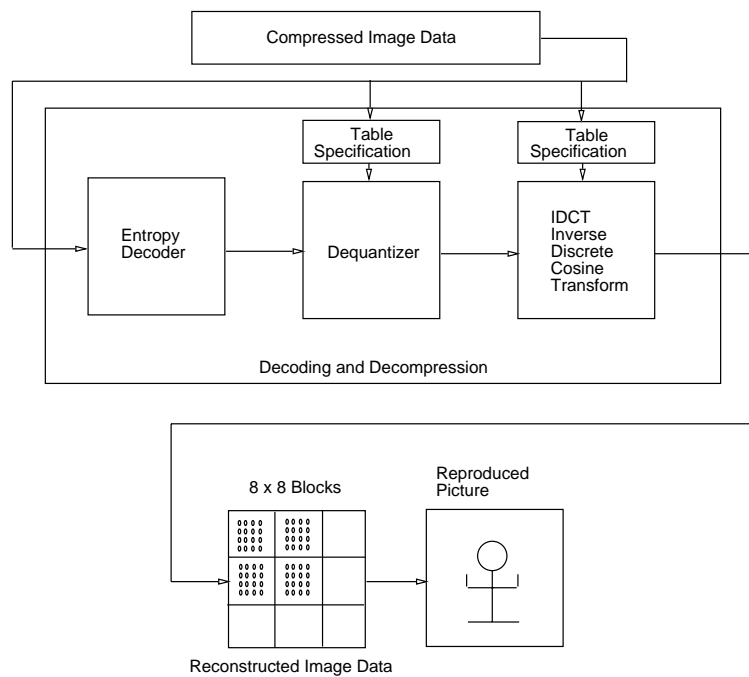 Compressed Image Data
Table
Specification
Table
Specification
Entropy
Decoder
Dequantizer
IDCT
Inverse
Discrete
Cosine
Transform
Decoding and Decompression
8 x 8 Blocks
Reproduced
Picture
Reconstructed Image Data